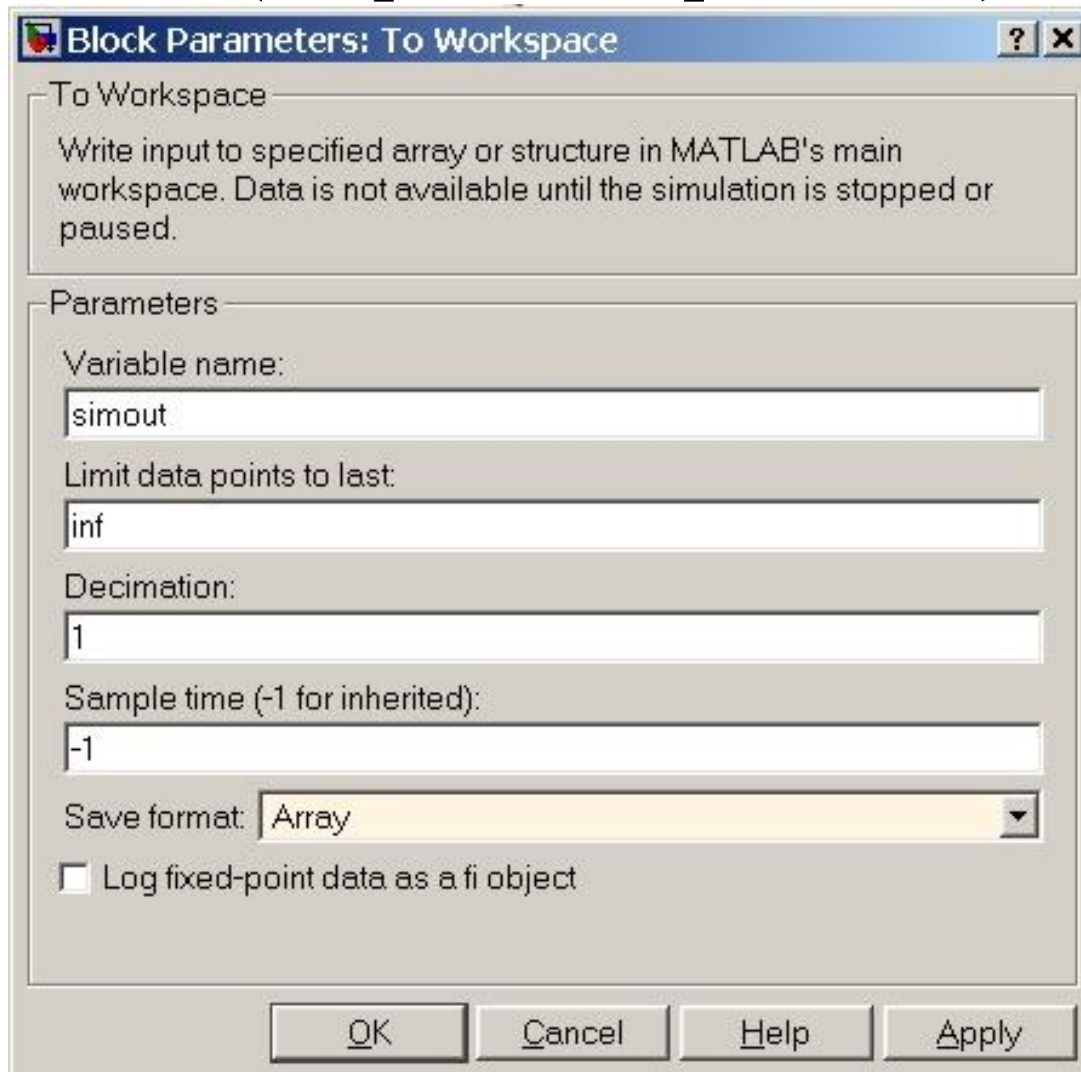 Block Parameters: To Workspace
To Workspace
Write input to specified array or structure in MATLAB's main
workspace. Data is not available until the simulation is stopped or
paused.
Parameters
Variable name:
simout
Limit data points to last:
inf
Decimation:
1
Sample time (-1 for inherited):
-1
Save format: Array
Log fixed-point data as a fi object
OK Cancel Help Apply